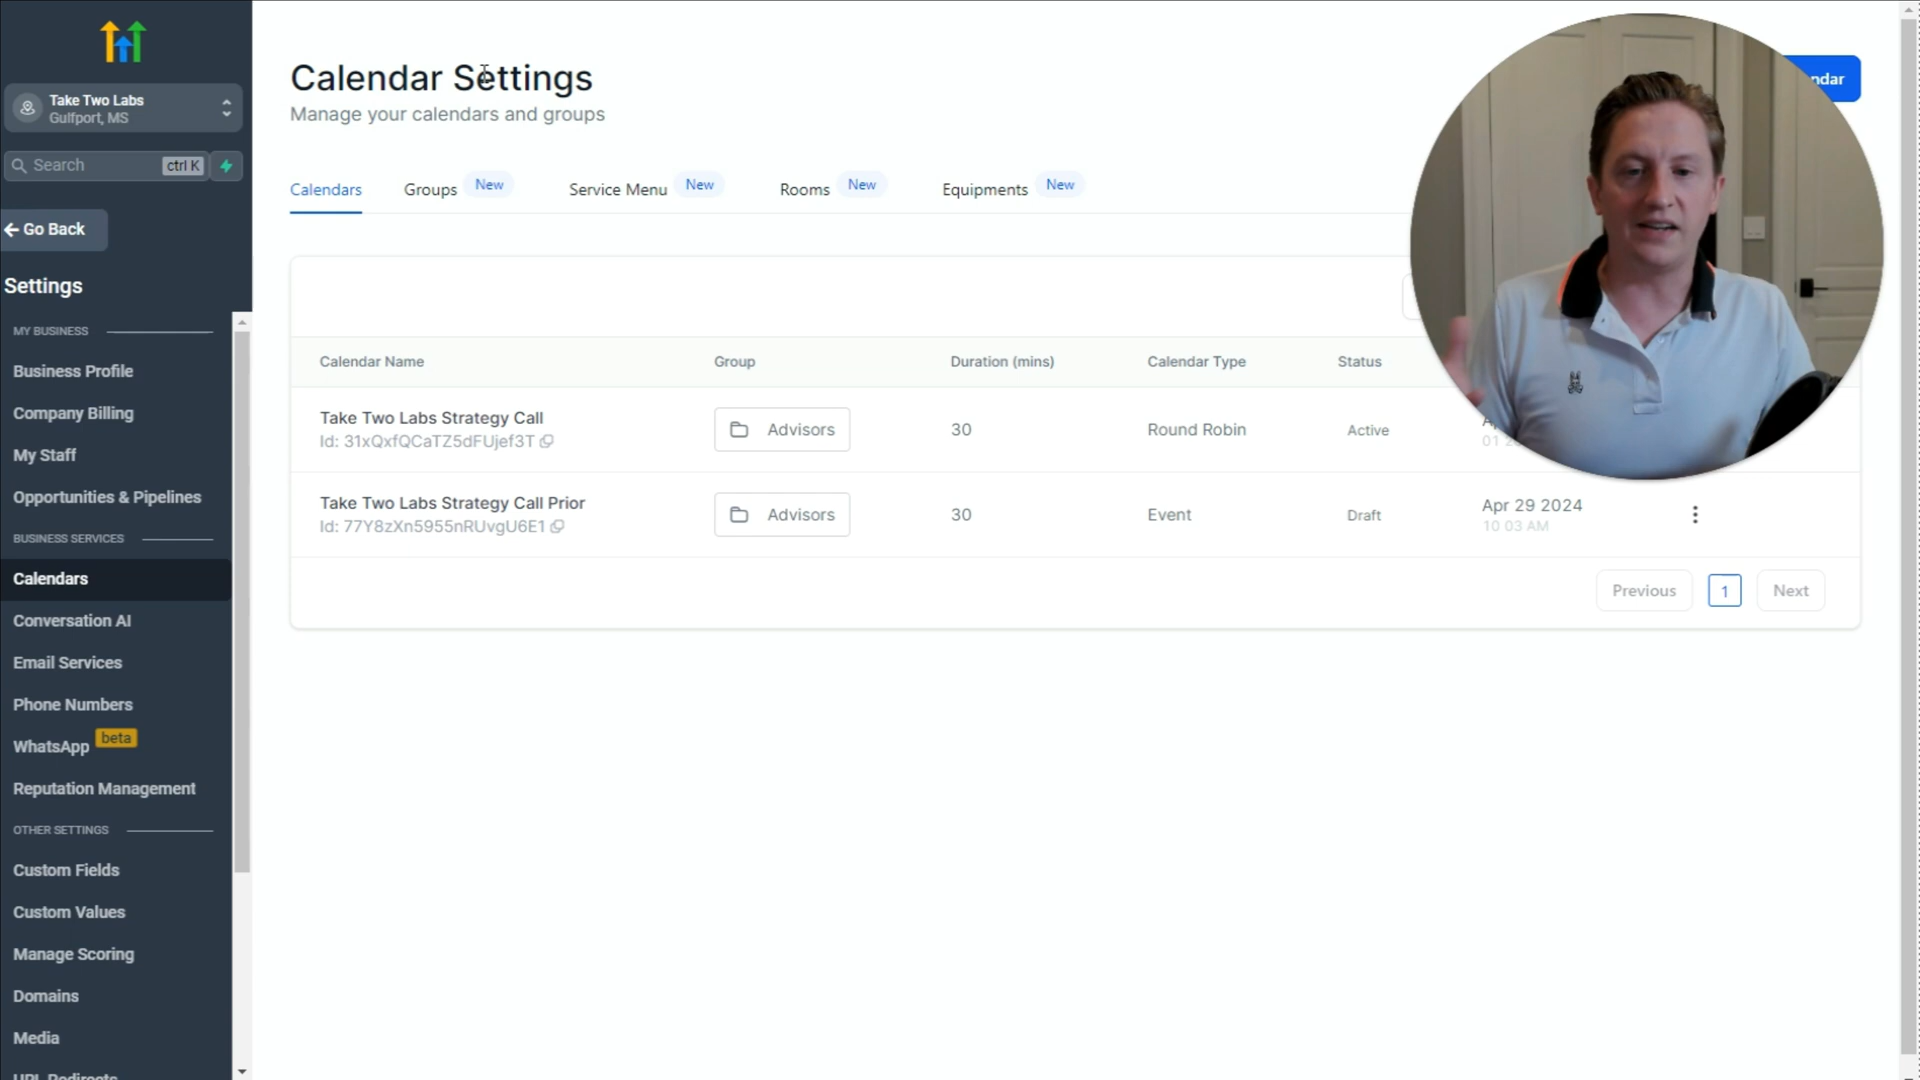 Take Two Labs
Gulfport, MS
Search ctrl K
Go Back
Settings
MY BUSINESS
Business Profile
Company Billing
My Staff
Opportunities & Pipelines
BUSINESS SERVICES
Calendars
Conversation AI
Email Services
Phone Numbers
WhatsApp beta
Reputation Management
OTHER SETTINGS
Custom Fields
Custom Values
Manage Scoring
Domains
Media
URL Redirects
Calendar Settings
Manage your calendars and groups
ndar
Calendars Groups New Service Menu New Rooms New Equipments New
Calendar Name Group Duration (mins) Calendar Type Status
Take Two Labs Strategy Call Advisors 30 Round Robin Active
Id: 31xQxfQCaTZ5dFUjef3T
Take Two Labs Strategy Call Prior Advisors 30 Event Draft Apr 29 2024
Id: 77Y8zXn5955nRUvgU6E1 10 03 AM
Previous 1 Next